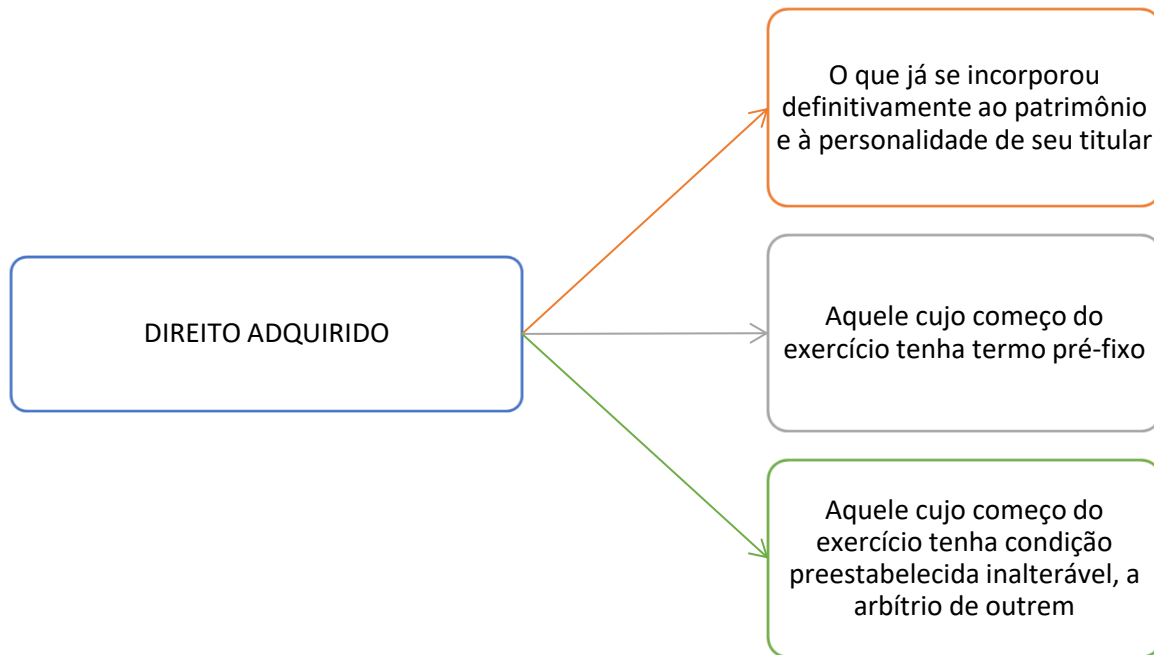 O que já se incorporou
definitivamente ao patrimônio
e à personalidade de seu titular
DIREITO ADQUIRIDO
Aquele cujo começo do
exercício tenha termo pré-fixo
Aquele cujo começo do
exercício tenha condição
preestabelecida inalterável, a
arbítrio de outrem